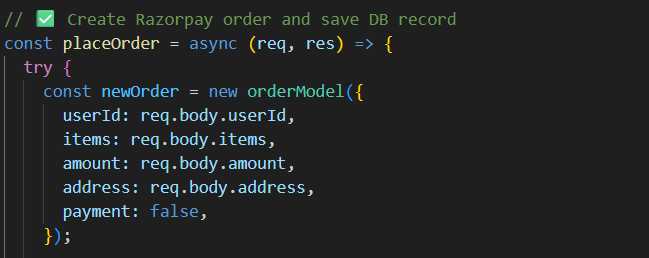 // ✅ Create Razorpay order and save DB record
const placeOrder = async (req, res) => {
  try {
    const newOrder = new orderModel({
      userId: req.body.userId,
      items: req.body.items,
      amount: req.body.amount,
      address: req.body.address,
      payment: false,
    });